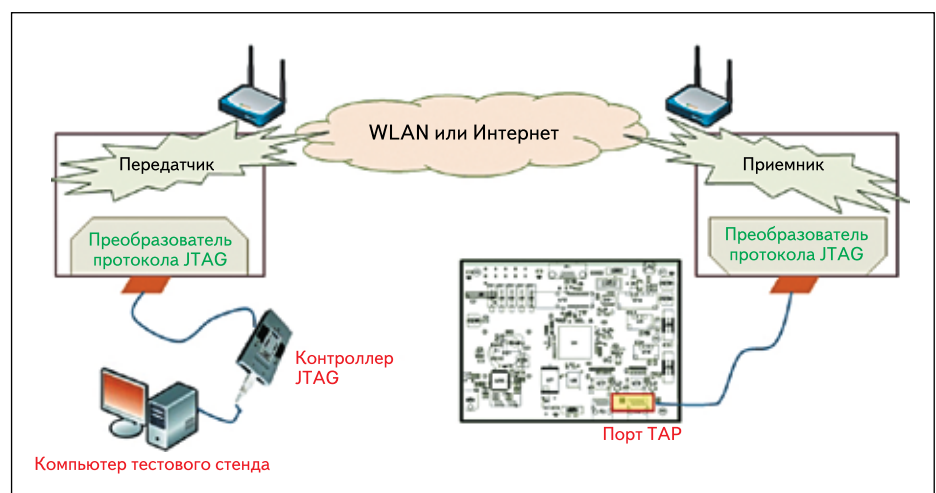 WLAN или Интернет
Передатчик
Приемник
Преобразователь
протокола JTAG
Преобразователь
протокола JTAG
Контроллер
JTAG
Порт TAP
Компьютер тестового стенда